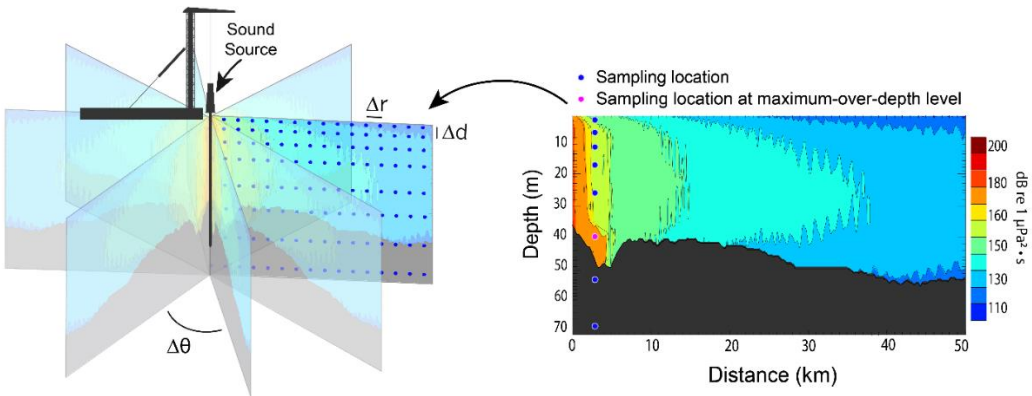 Sound
Source
Δr
Δd
Δθ
Sampling location
Sampling location at maximum-over-depth level
Depth (m)
10
20
30
40
50
60
70
0
10
20
30
40
50
Distance (km)
200
180
160
150
130
110
dB re 1 µPa²·s